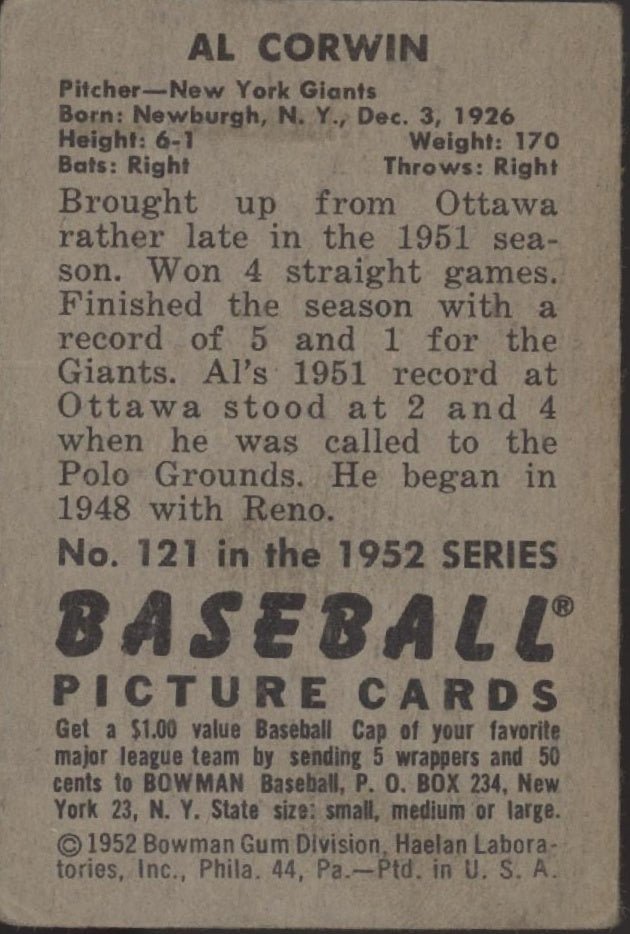 AL CORWIN
Pitcher—New York Giants
Born: Newburgh, N. Y., Dec. 3, 1926
Height: 6-1 Weight: 170
Bats: Right Throws: Right
Brought up from Ottawa
rather late in the 1951 sea-
son. Won 4 straight games.
Finished the season with a
record of 5 and 1 for the
Giants. Al's 1951 record at
Ottawa stood at 2 and 4
when he was called to the
Polo Grounds. He began in
1948 with Reno.
No. 121 in the 1952 SERIES
BASEBALL®
PICTURE CARDS
Get a $1.00 value Baseball Cap of your favorite
major league team by sending 5 wrappers and 50
cents to BOWMAN Baseball, P. O. BOX 234, New
York 23, N. Y. State size: small, medium or large.
© 1952 Bowman Gum Division, Haelan Labora-
tories, Inc., Phila. 44, Pa.—Ptd. in U. S. A.